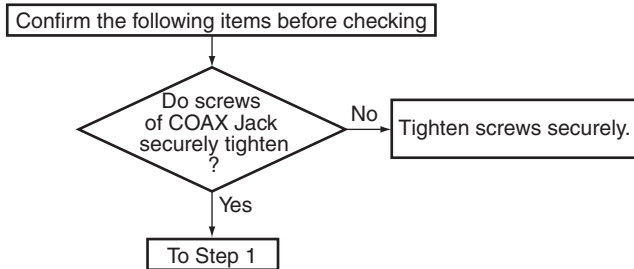 Confirm the following items before checking
Do screws
of COAX Jack
securely tighten
?
No
Tighten screws securely.
Yes
To Step 1